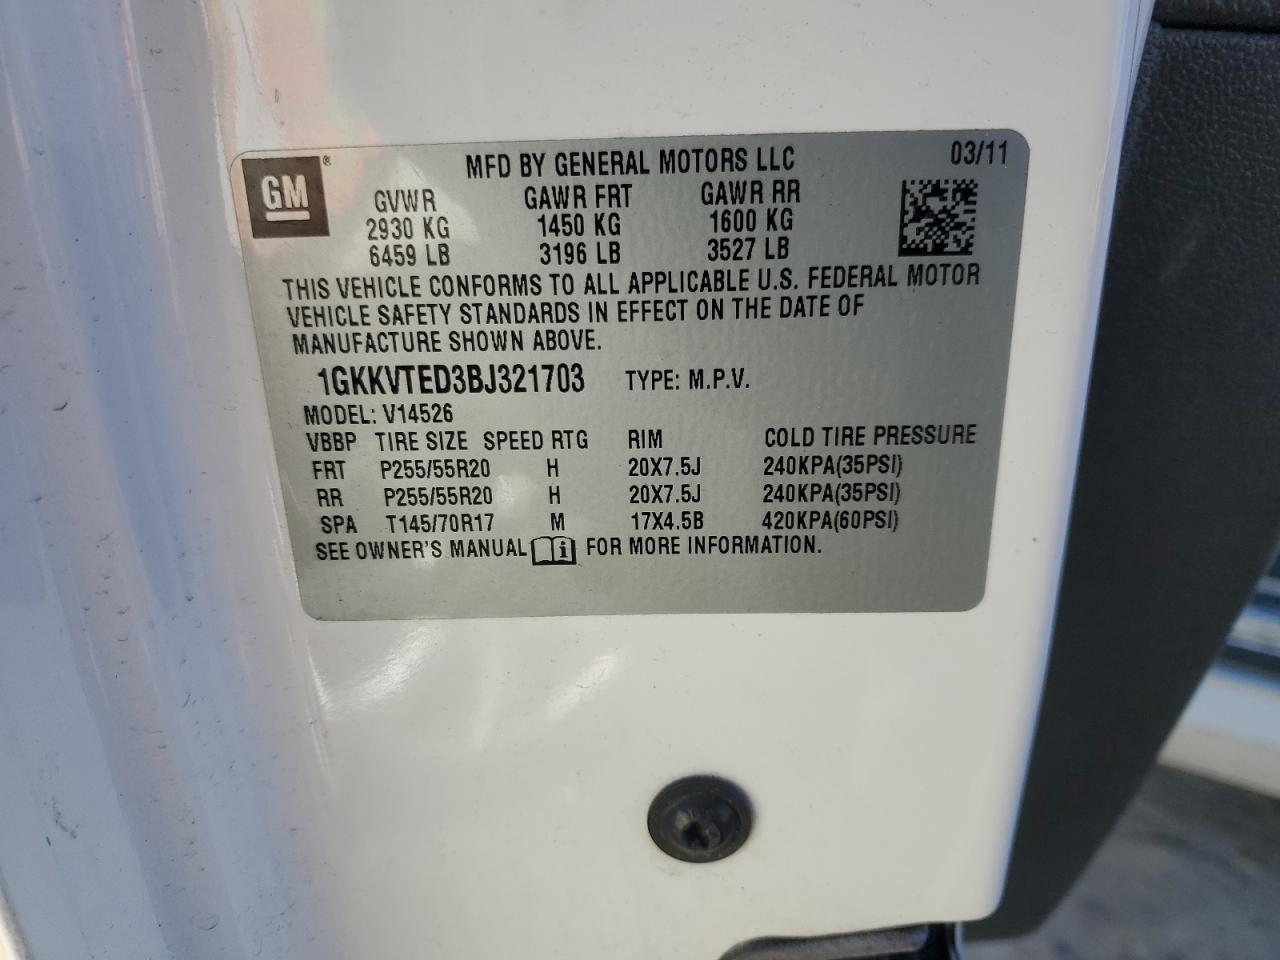 GM ® MFD BY GENERAL MOTORS LLC 03/11
GVWR GAWR FRT GAWR RR
2930 KG 1450 KG 1600 KG
6459 LB 3196 LB 3527 LB
THIS VEHICLE CONFORMS TO ALL APPLICABLE U.S. FEDERAL MOTOR
VEHICLE SAFETY STANDARDS IN EFFECT ON THE DATE OF
MANUFACTURE SHOWN ABOVE.
1GKKVTED3BJ321703 TYPE: M.P.V.
MODEL: V14526
VBBP TIRE SIZE SPEED RTG RIM COLD TIRE PRESSURE
FRT P255/55R20 H 20X7.5J 240KPA(35PSI)
RR P255/55R20 H 20X7.5J 240KPA(35PSI)
SPA T145/70R17 M 17X4.5B 420KPA(60PSI)
SEE OWNER'S MANUAL i FOR MORE INFORMATION.